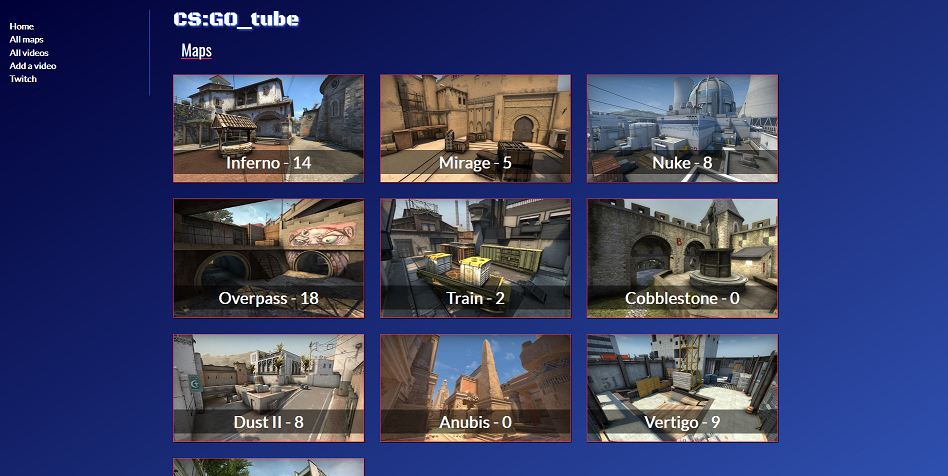 Home
All maps
All videos
Add a video
Twitch
CS:GO_tube
Maps
Inferno - 14
Mirage - 5
Nuke - 8
B
Overpass - 18
Train - 2
Cobblestone - 0
Dust II - 8
Anubis - 0
Vertigo - 9